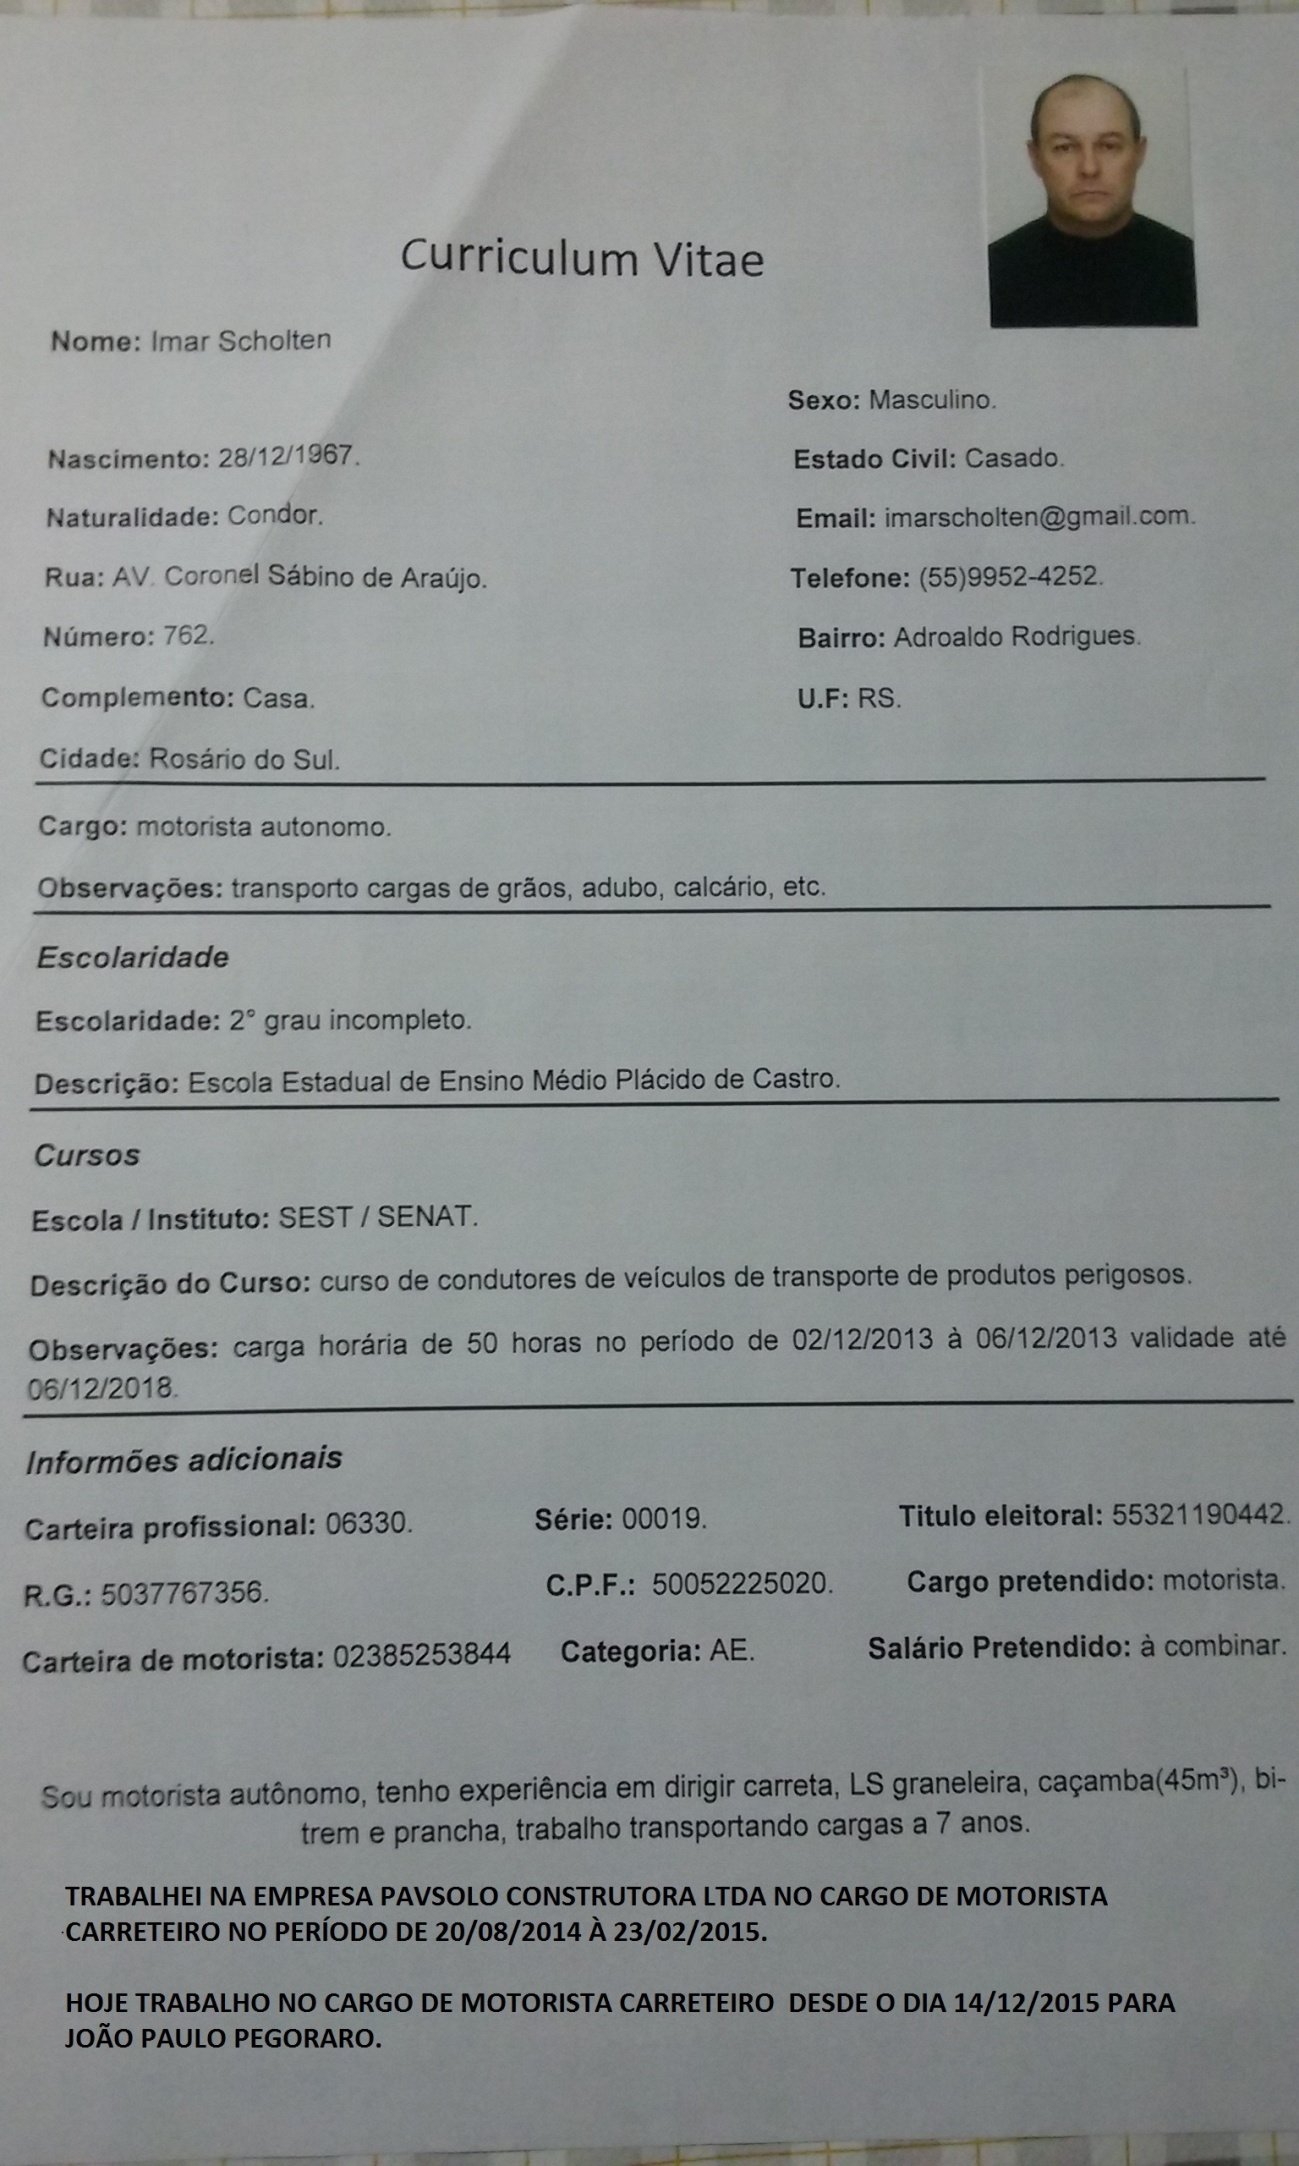 Curriculum Vitae
Nome: Imar Scholten
Sexo: Masculino.
Nascimento: 28/12/1967.
Estado Civil: Casado.
Naturalidade: Condor.
Email: imarscholten@gmail.com.
Rua: AV. Coronel Sábino de Araújo.
Telefone: (55)9952-4252.
Número: 762.
Bairro: Adroaldo Rodrigues.
Complemento: Casa.
U.F: RS.
Cidade: Rosário do Sul.
Cargo: motorista autonomo.
Observações: transporto cargas de grãos, adubo, calcário, etc.
Escolaridade
Escolaridade: 2° grau incompleto.
Descrição: Escola Estadual de Ensino Médio Plácido de Castro.
Cursos
Escola / Instituto: SEST / SENAT.
Descrição do Curso: curso de condutores de veículos de transporte de produtos perigosos.
Observações: carga horária de 50 horas no período de 02/12/2013 à 06/12/2013 validade até
06/12/2018.
Informões adicionais
Carteira profissional: 06330. Série: 00019. Titulo eleitoral: 55321190442.
R.G.: 5037767356. C.P.F.: 50052225020. Cargo pretendido: motorista.
Carteira de motorista: 02385253844 Categoria: AE. Salário Pretendido: à combinar.
Sou motorista autônomo, tenho experiência em dirigir carreta, LS graneleira, caçamba(45m³), bi-
trem e prancha, trabalho transportando cargas a 7 anos.
TRABALHEI NA EMPRESA PAVSOLO CONSTRUTORA LTDA NO CARGO DE MOTORISTA
CARRETEIRO NO PERÍODO DE 20/08/2014 À 23/02/2015.
HOJE TRABALHO NO CARGO DE MOTORISTA CARRETEIRO DESDE O DIA 14/12/2015 PARA
JOÃO PAULO PEGORARO.